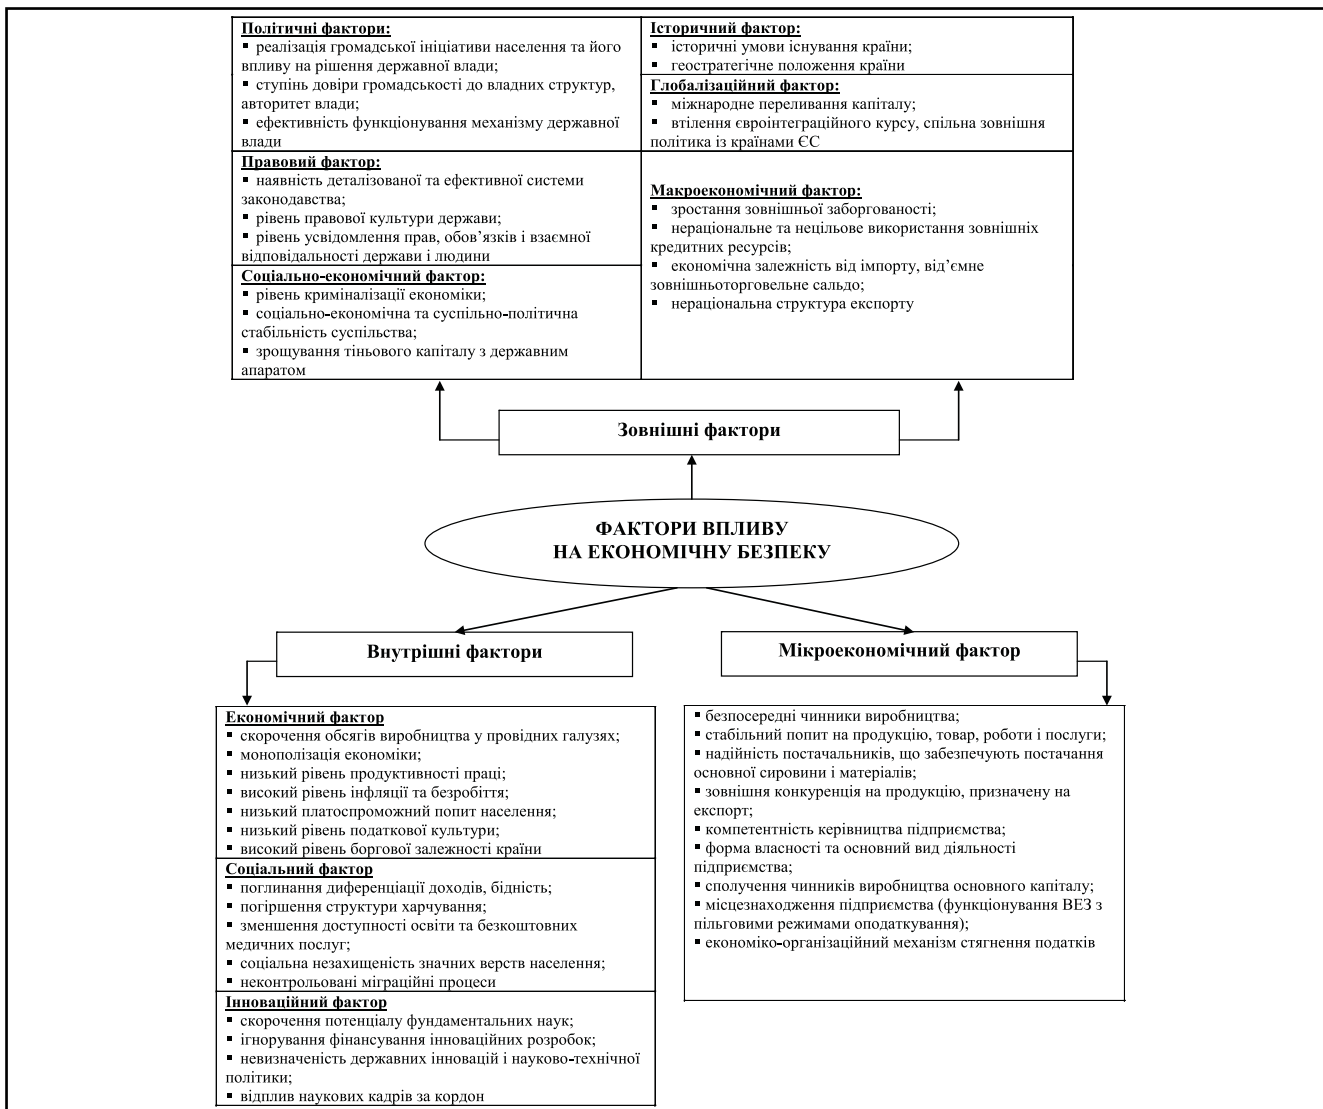 Політичні фактори:
▪ реалізація громадської ініціативи населення та його
впливу на рішення державної влади;
▪ ступінь довіри громадськості до владних структур,
авторитет влади;
▪ ефективність функціонування механізму державної
влади
Правовий фактор:
▪ наявність деталізованої та ефективної системи
законодавства;
▪ рівень правової культури держави;
▪ рівень усвідомлення прав, обов’язків і взаємної
відповідальності держави і людини
Соціально-економічний фактор:
▪ рівень криміналізації економіки;
▪ соціально-економічна та суспільно-політична
стабільність суспільства;
▪ зрощування тіньового капіталу з державним
апаратом
Історичний фактор:
▪ історичні умови існування країни;
▪ геостратегічне положення країни
Глобалізаційний фактор:
▪ міжнародне переливання капіталу;
▪ втілення євроінтеграційного курсу, спільна зовнішня
політика із країнами ЄС
Макроекономічний фактор:
▪ зростання зовнішньої заборгованості;
▪ нераціональне та нецільове використання зовнішніх
кредитних ресурсів;
▪ економічна залежність від імпорту, від’ємне
зовнішньоторговельне сальдо;
▪ нераціональна структура експорту
Зовнішні фактори
ФАКТОРИ ВПЛИВУ
НА ЕКОНОМІЧНУ БЕЗПЕКУ
Внутрішні фактори
Мікроекономічний фактор
Економічний фактор
▪ скорочення обсягів виробництва у провідних галузях;
▪ монополізація економіки;
▪ низький рівень продуктивності праці;
▪ високий рівень інфляції та безробіття;
▪ низький платоспроможний попит населення;
▪ низький рівень податкової культури;
▪ високий рівень боргової залежності країни
Соціальний фактор
▪ поглинання диференціації доходів, бідність;
▪ погіршення структури харчування;
▪ зменшення доступності освіти та безкоштовних
медичних послуг;
▪ соціальна незахищеність значних верств населення;
▪ неконтрольовані міграційні процеси
Інноваційний фактор
▪ скорочення потенціалу фундаментальних наук;
▪ ігнорування фінансування інноваційних розробок;
▪ невизначеність державних інновацій і науково-технічної
політики;
▪ відплив наукових кадрів за кордон
▪ безпосередні чинники виробництва;
▪ стабільний попит на продукцію, товар, роботи і послуги;
▪ надійність постачальників, що забезпечують постачання
основної сировини і матеріалів;
▪ зовнішня конкуренція на продукцію, призначену на
експорт;
▪ компетентність керівництва підприємства;
▪ форма власності та основний вид діяльності
підприємства;
▪ сполучення чинників виробництва основного капіталу;
▪ місцезнаходження підприємства (функціонування ВЕЗ з
пільговими режимами оподаткування);
▪ економіко-організаційний механізм стягнення податків